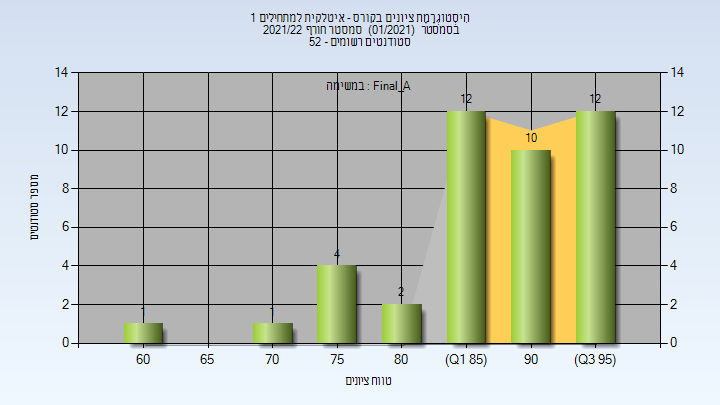 היסטוגרמת ציונים בקורס - איטלקית למתחילים 1
בסמסטר (01/2021) סמסטר חורף 2021/22
סטודנטים רשומים - 52
במשימה : Final_A
14 14
12 12
10 10
8 8
6 6
4 4
2 2
0 0
1 1 4 2 12 10 12
60 65 70 75 80 (Q1 85) 90 (Q3 95)
מספר סטודנטים
טווח ציונים